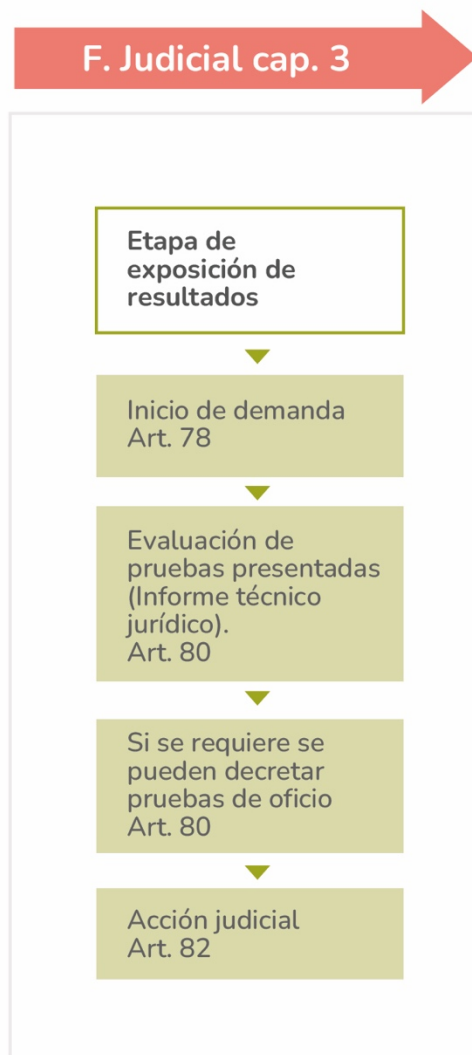 F. Judicial cap. 3
Etapa de
exposición de
resultados
Inicio de demanda
Art. 78
Evaluación de
pruebas presentadas
(Informe técnico
jurídico).
Art. 80
Si se requiere se
pueden decretar
pruebas de oficio
Art. 80
Acción judicial
Art. 82